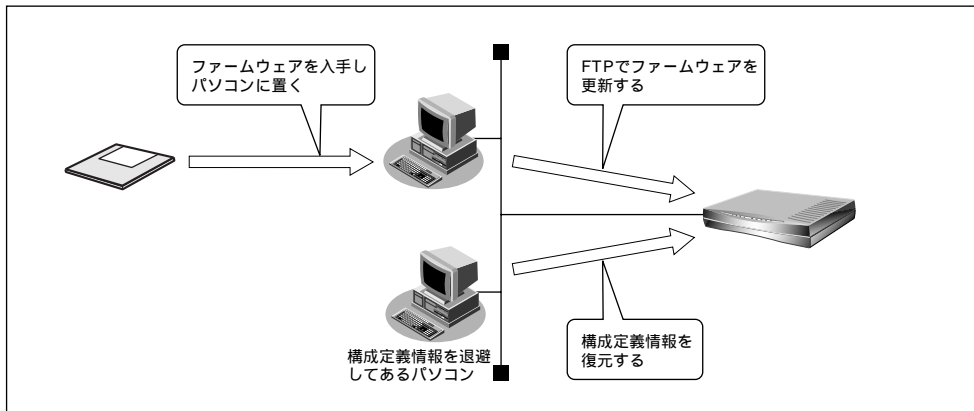 ファームウェアを入手し
パソコンに置く
FTPでファームウェアを
更新する
構成定義情報を退避
してあるパソコン
構成定義情報を
復元する